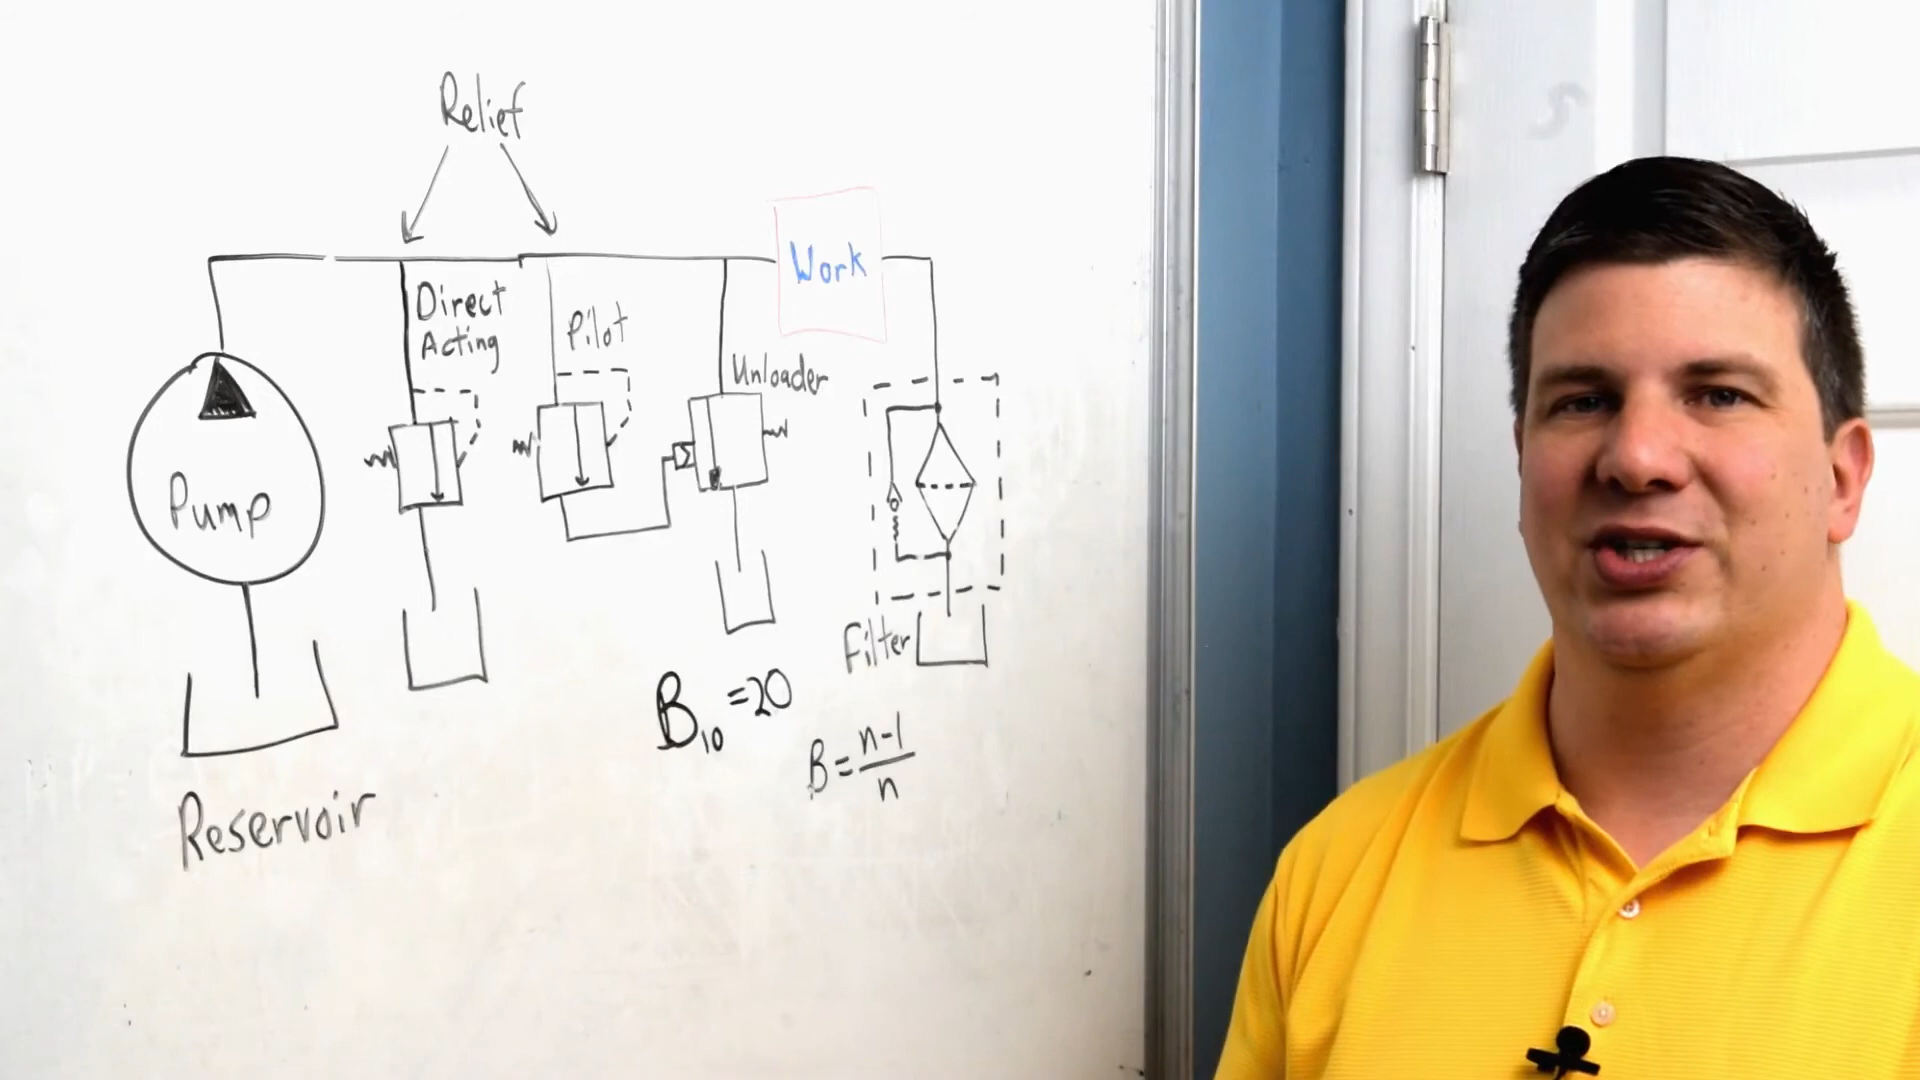 Relief
Direct
Acting
Pilot
Unloader
Work
Pump
Filter
Reservoir
B10 = 20
B = n-1
n